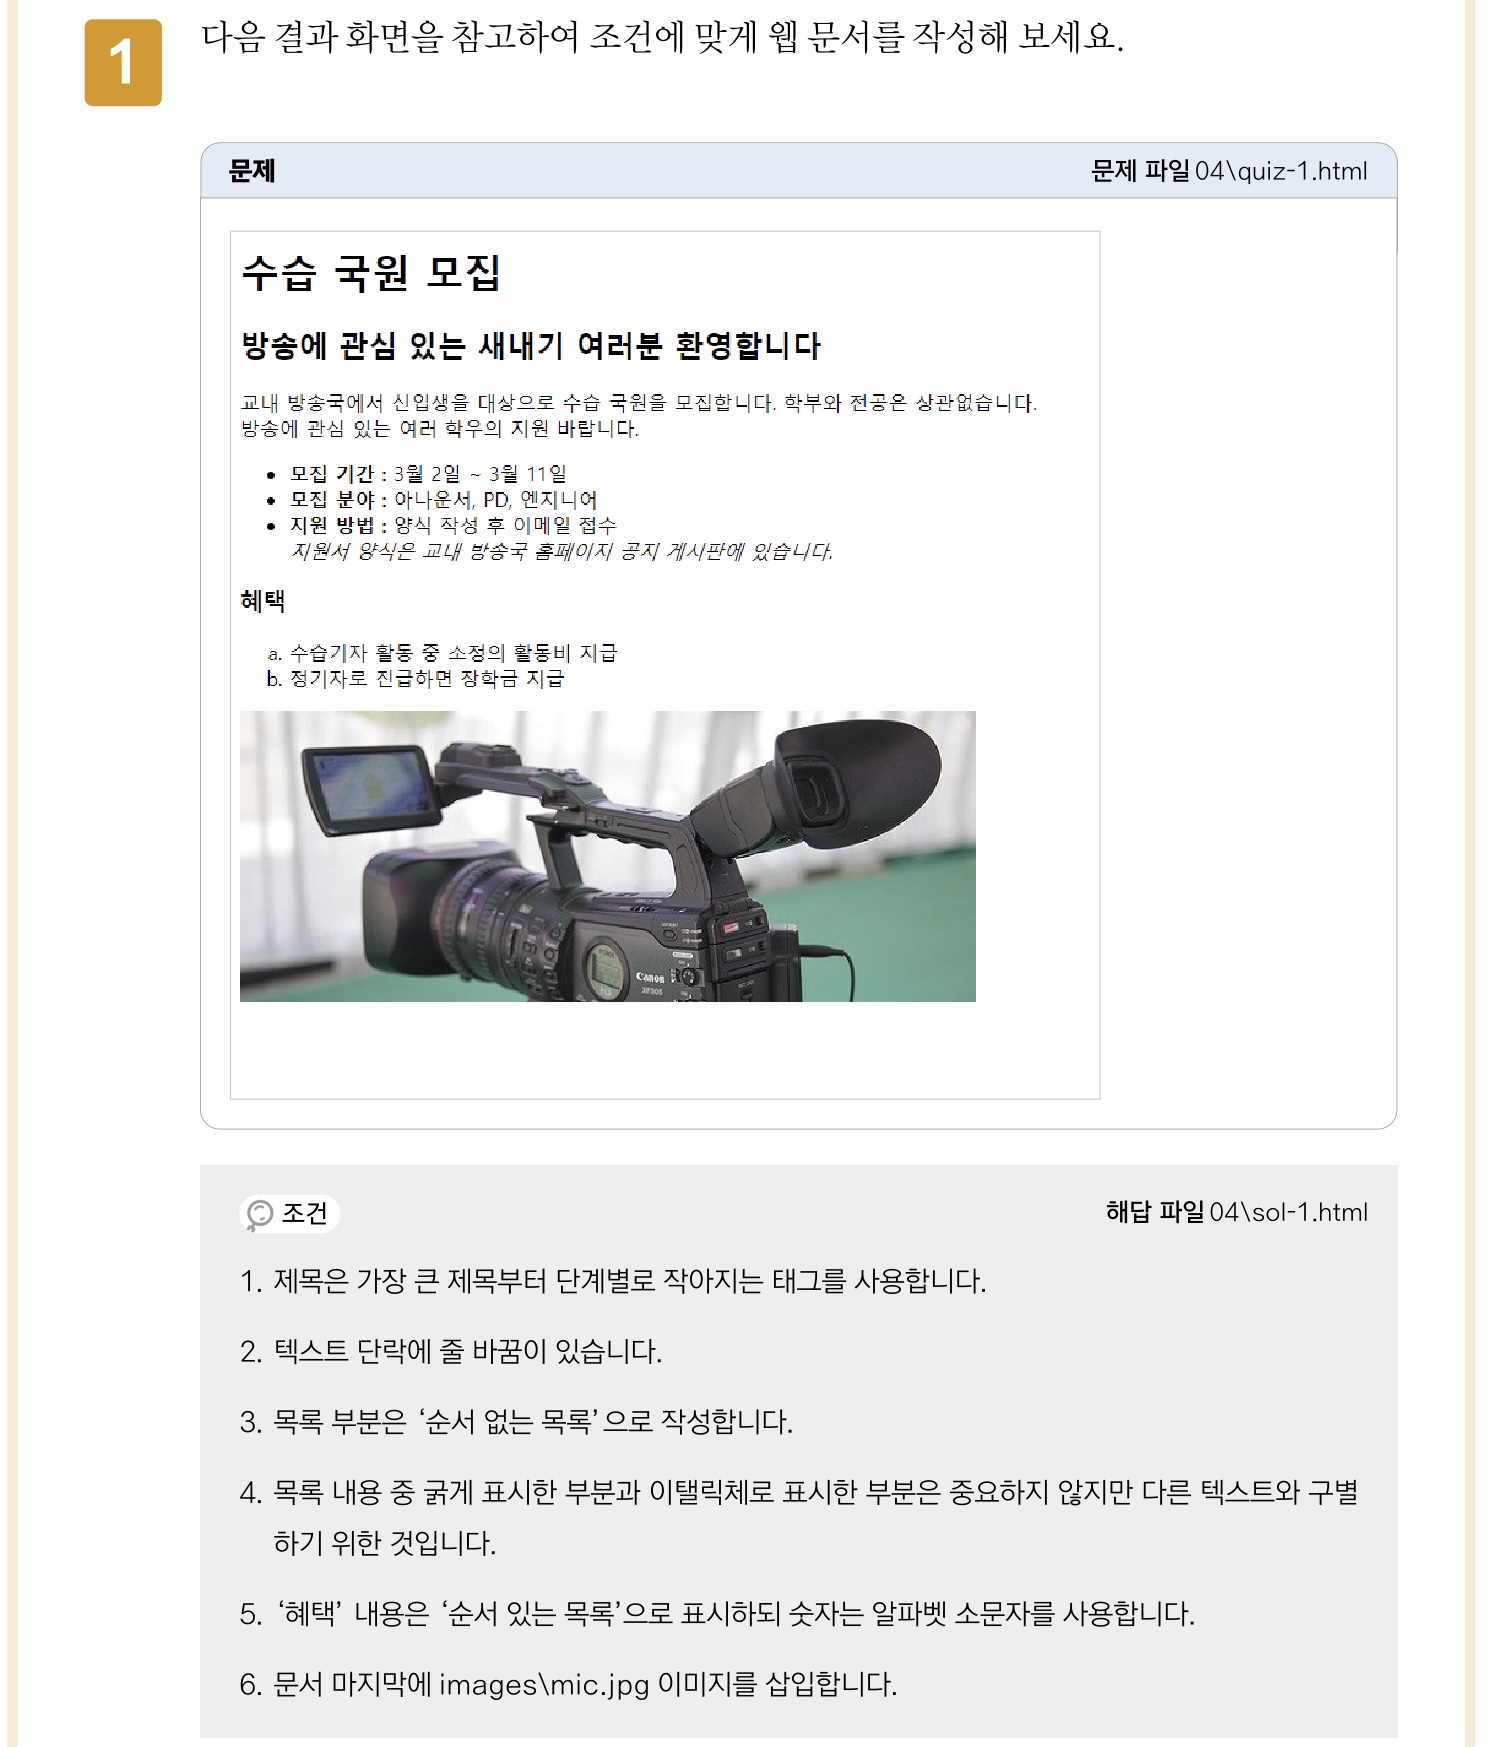 1
다음 결과 화면을 참고하여 조건에 맞게 웹 문서를 작성해 보세요.
문제
문제 파일 04\quiz-1.html
수습 국원 모집
방송에 관심 있는 새내기 여러분 환영합니다
교내 방송국에서 신입생을 대상으로 수습 국원을 모집합니다. 학부와 전공은 상관없습니다.
방송에 관심 있는 여러 학우의 지원 바랍니다.
• 모집 기간 : 3월 2일 ~ 3월 11일
• 모집 분야 : 아나운서, PD, 엔지니어
• 지원 방법 : 양식 작성 후 이메일 접수
지원서 양식은 교내 방송국 홈페이지 공지 게시판에 있습니다.
혜택
a. 수습기자 활동 중 소정의 활동비 지급
b. 정기자로 진급하면 장학금 지급
Canon
XF305
조건
해답 파일 04\sol-1.html
1. 제목은 가장 큰 제목부터 단계별로 작아지는 태그를 사용합니다.
2. 텍스트 단락에 줄 바꿈이 있습니다.
3. 목록 부분은 ‘순서 없는 목록’으로 작성합니다.
4. 목록 내용 중 굵게 표시한 부분과 이탤릭체로 표시한 부분은 중요하지 않지만 다른 텍스트와 구별
하기 위한 것입니다.
5. ‘혜택’ 내용은 ‘순서 있는 목록’으로 표시하되 숫자는 알파벳 소문자를 사용합니다.
6. 문서 마지막에 images\mic.jpg 이미지를 삽입합니다.